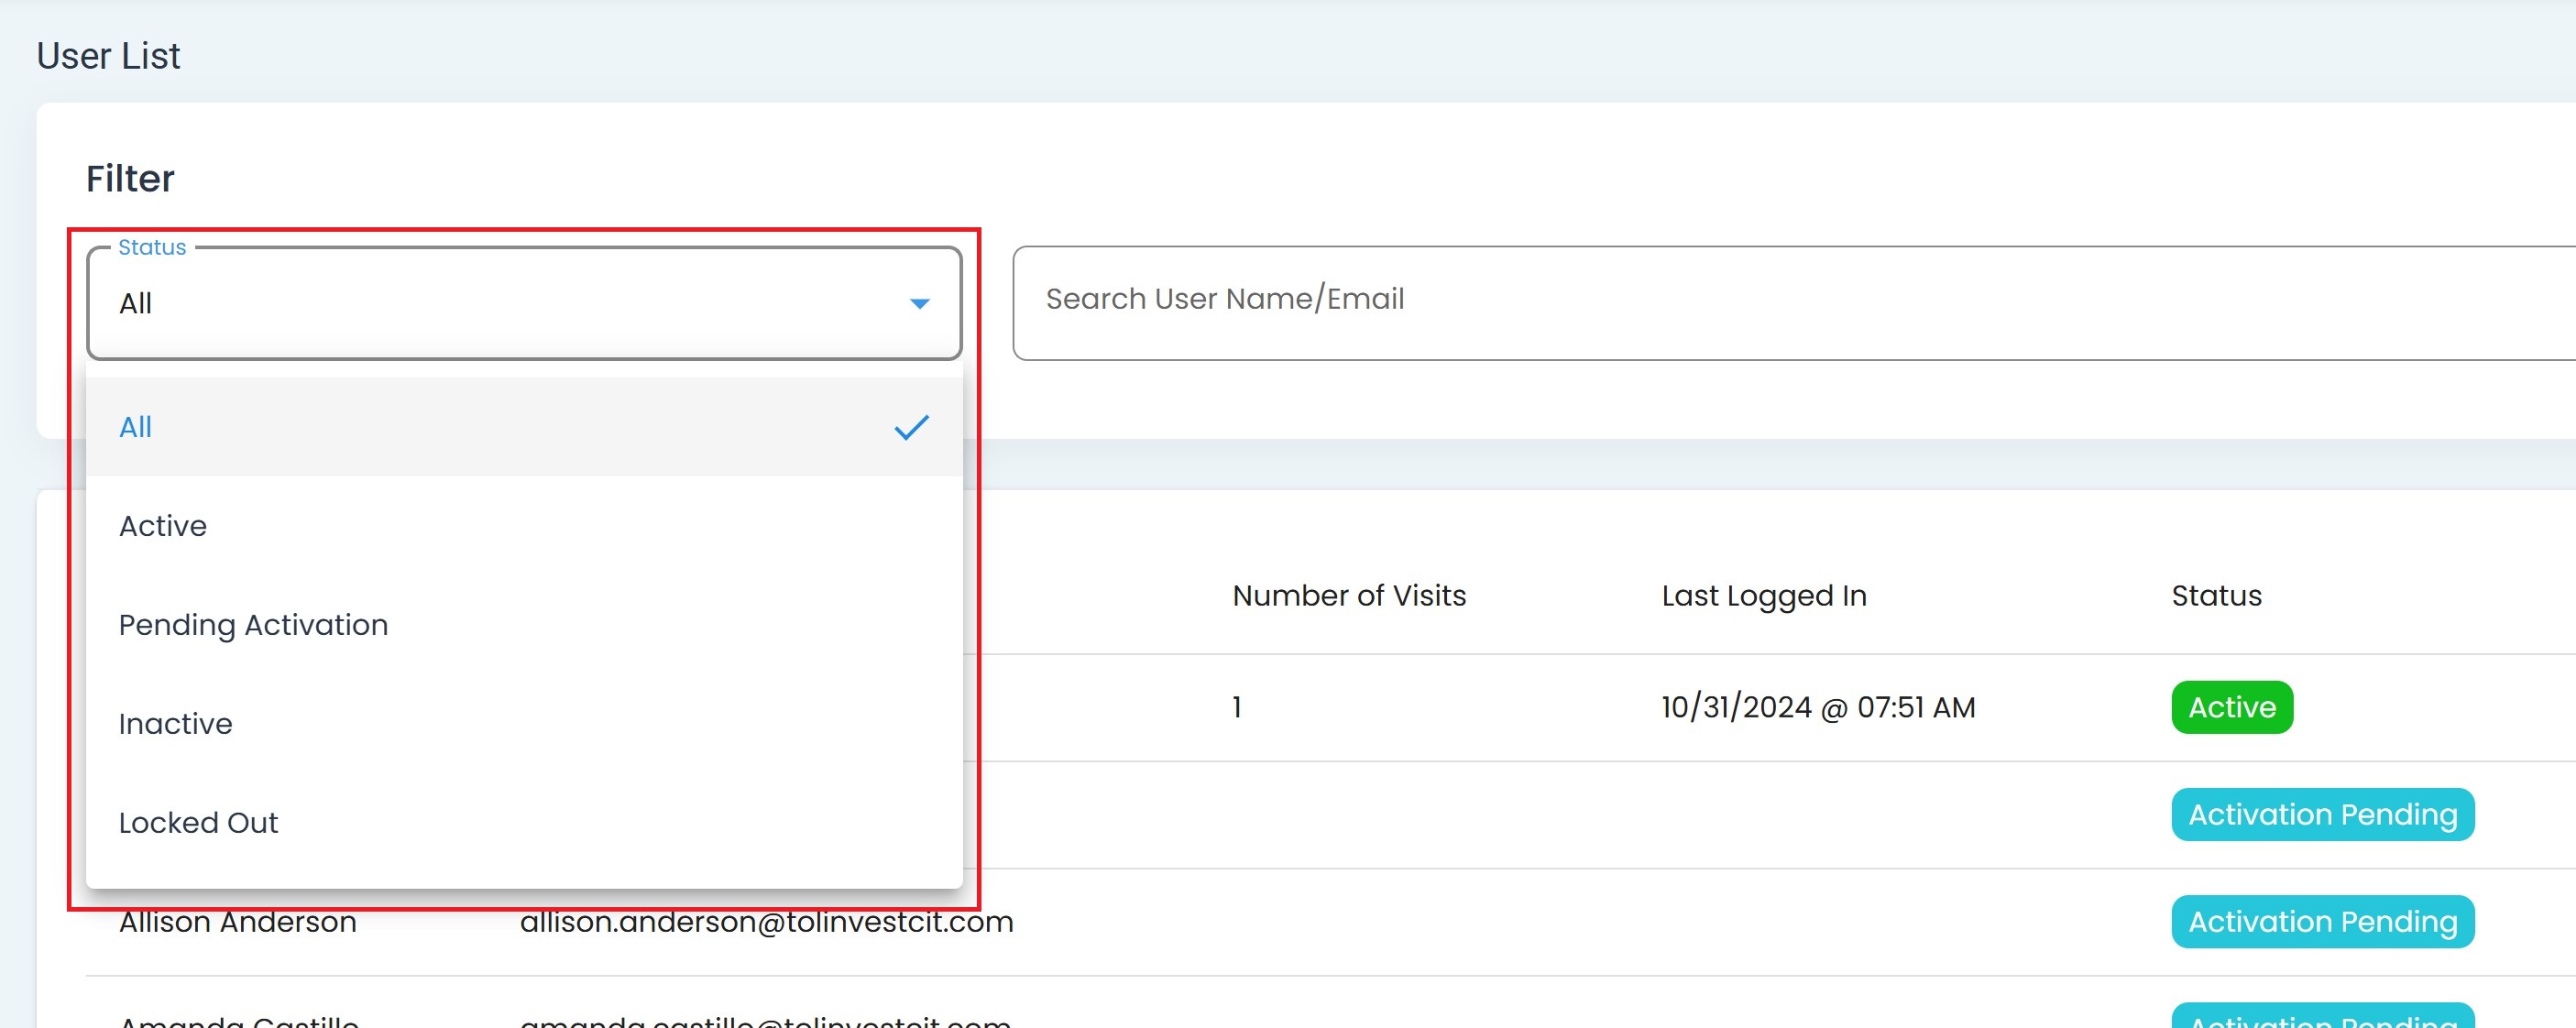 User List
Filter
Status
All
Search User Name/Email
All
Active
Pending Activation
Inactive
Locked Out
Number of Visits Last Logged In Status
1 10/31/2024 @ 07:51 AM Active
Activation Pending
Allison Anderson allison.anderson@tolinvestcit.com Activation Pending
Amanda Castillo amanda.castillo@tolinvestcit.com Activation Pending